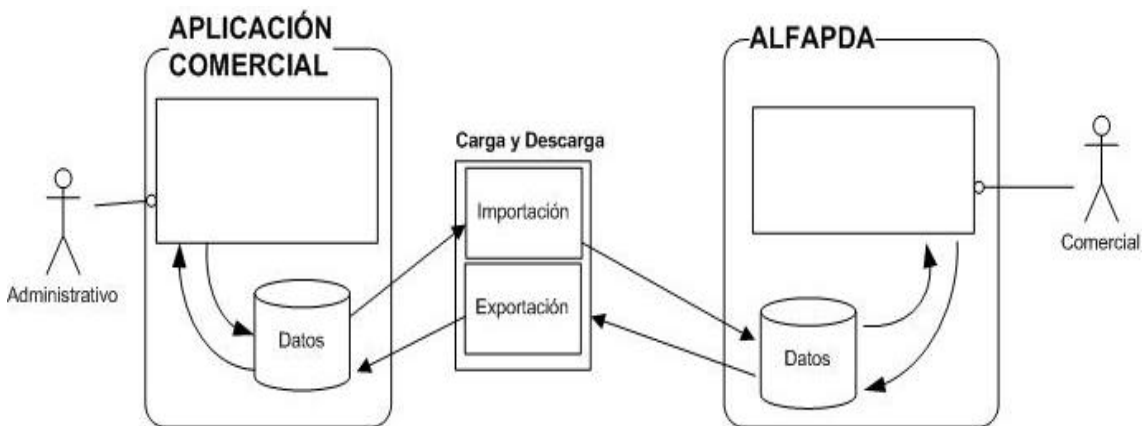 APLICACIÓN
COMERCIAL
ALFAPDA
Carga y Descarga
Importación
Exportación
Administrativo
Datos
Datos
Comercial